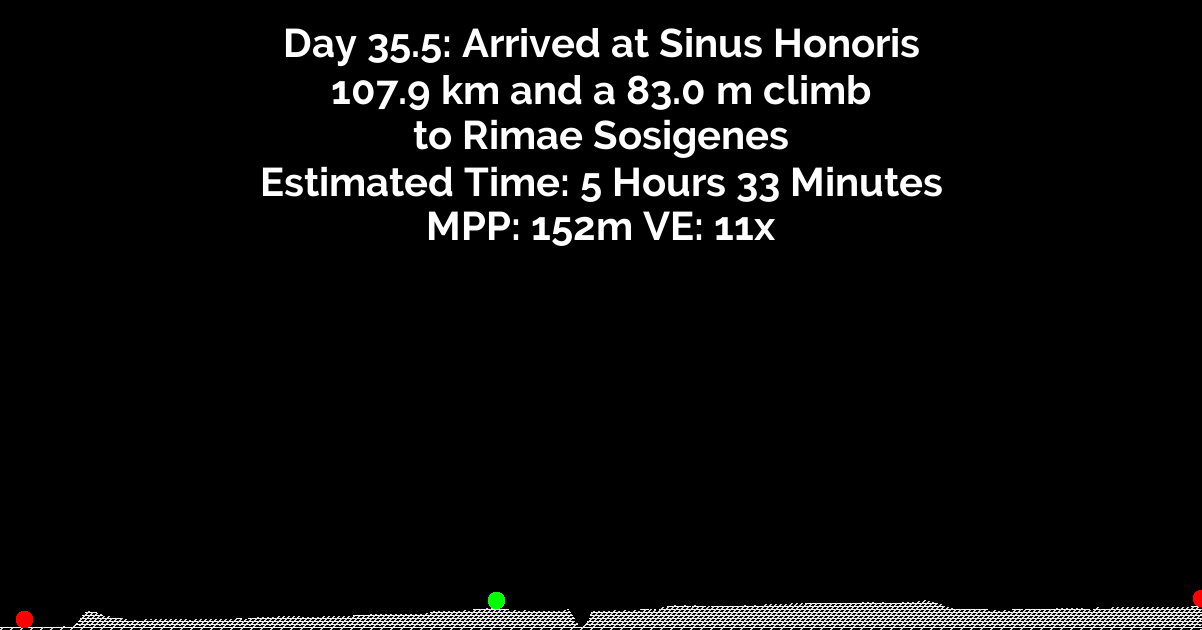 Day 35.5: Arrived at Sinus Honoris
107.9 km and a 83.0 m climb
to Rimae Sosigenes
Estimated Time: 5 Hours 33 Minutes
MPP: 152m VE: 11x